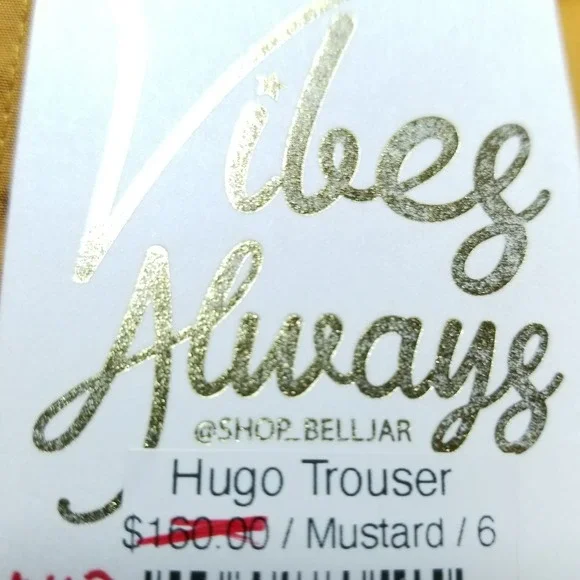 Vibes
Always
@SHOP_BELLJAR
Hugo Trouser
$160.00 / Mustard / 6